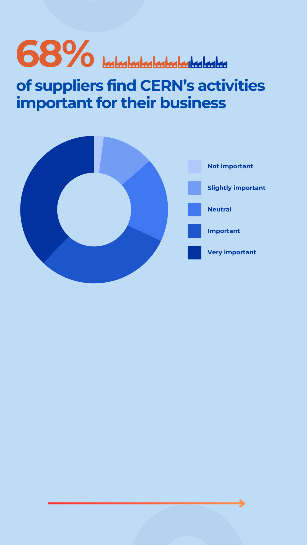 68%
of suppliers find CERN's activities
important for their business
Not important
Slightly important
Neutral
Important
Very important